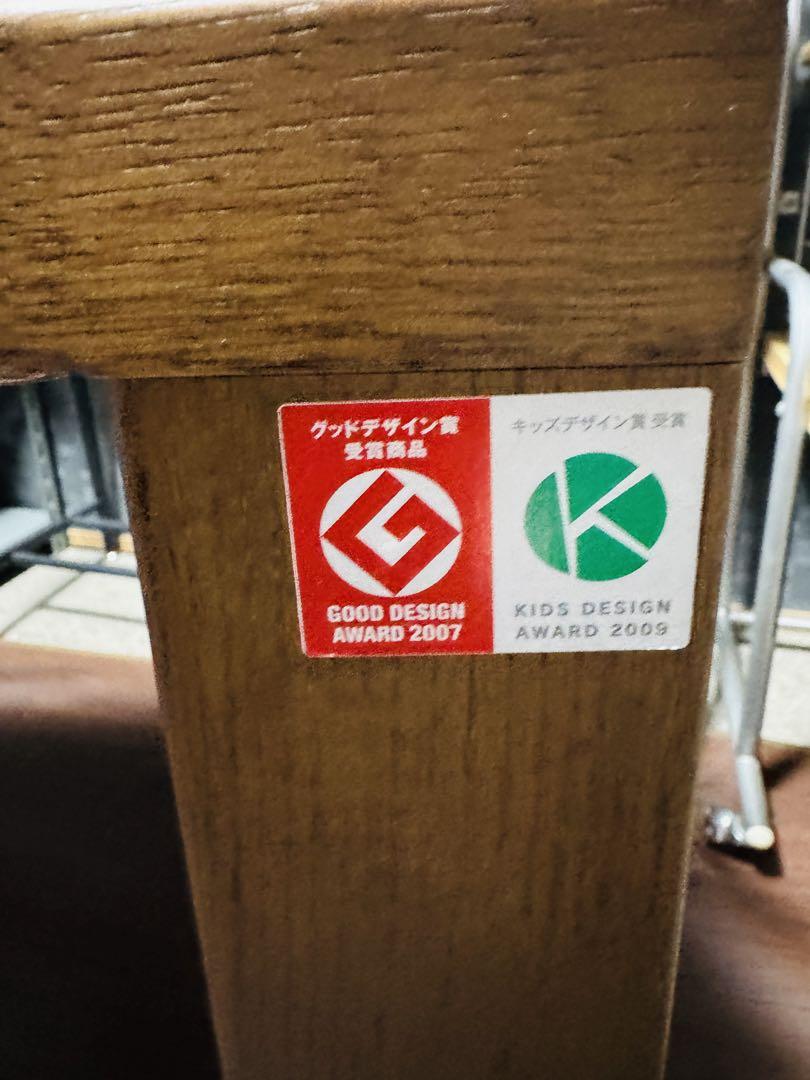 グッドデザイン賞
受賞商品
GOOD DESIGN
AWARD 2007
キッズデザイン賞 受賞
KIDS DESIGN
AWARD 2009